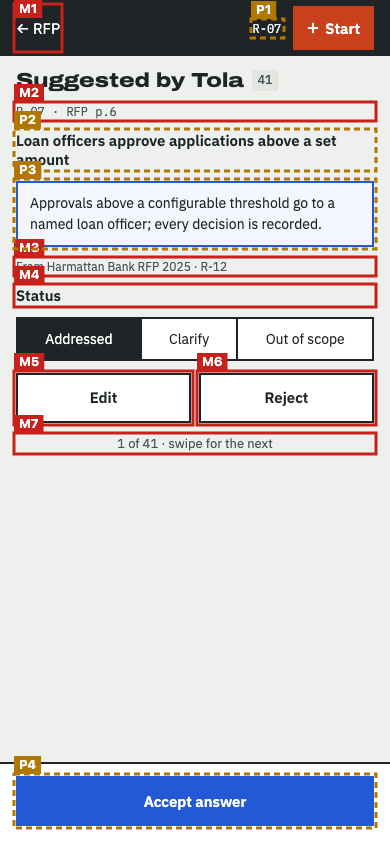 M1
P1
← RFP
R-07
+ Start
Suggested by Tola 41
M2
R-07 · RFP p.6
P2
Loan officers approve applications above a set
amount
P3
Approvals above a configurable threshold go to a
named loan officer; every decision is recorded.
M3
From Harmattan Bank RFP 2025 · R-12
M4
Status
Addressed
Clarify
Out of scope
M5
M6
Edit
Reject
M7
1 of 41 · swipe for the next
P4
Accept answer